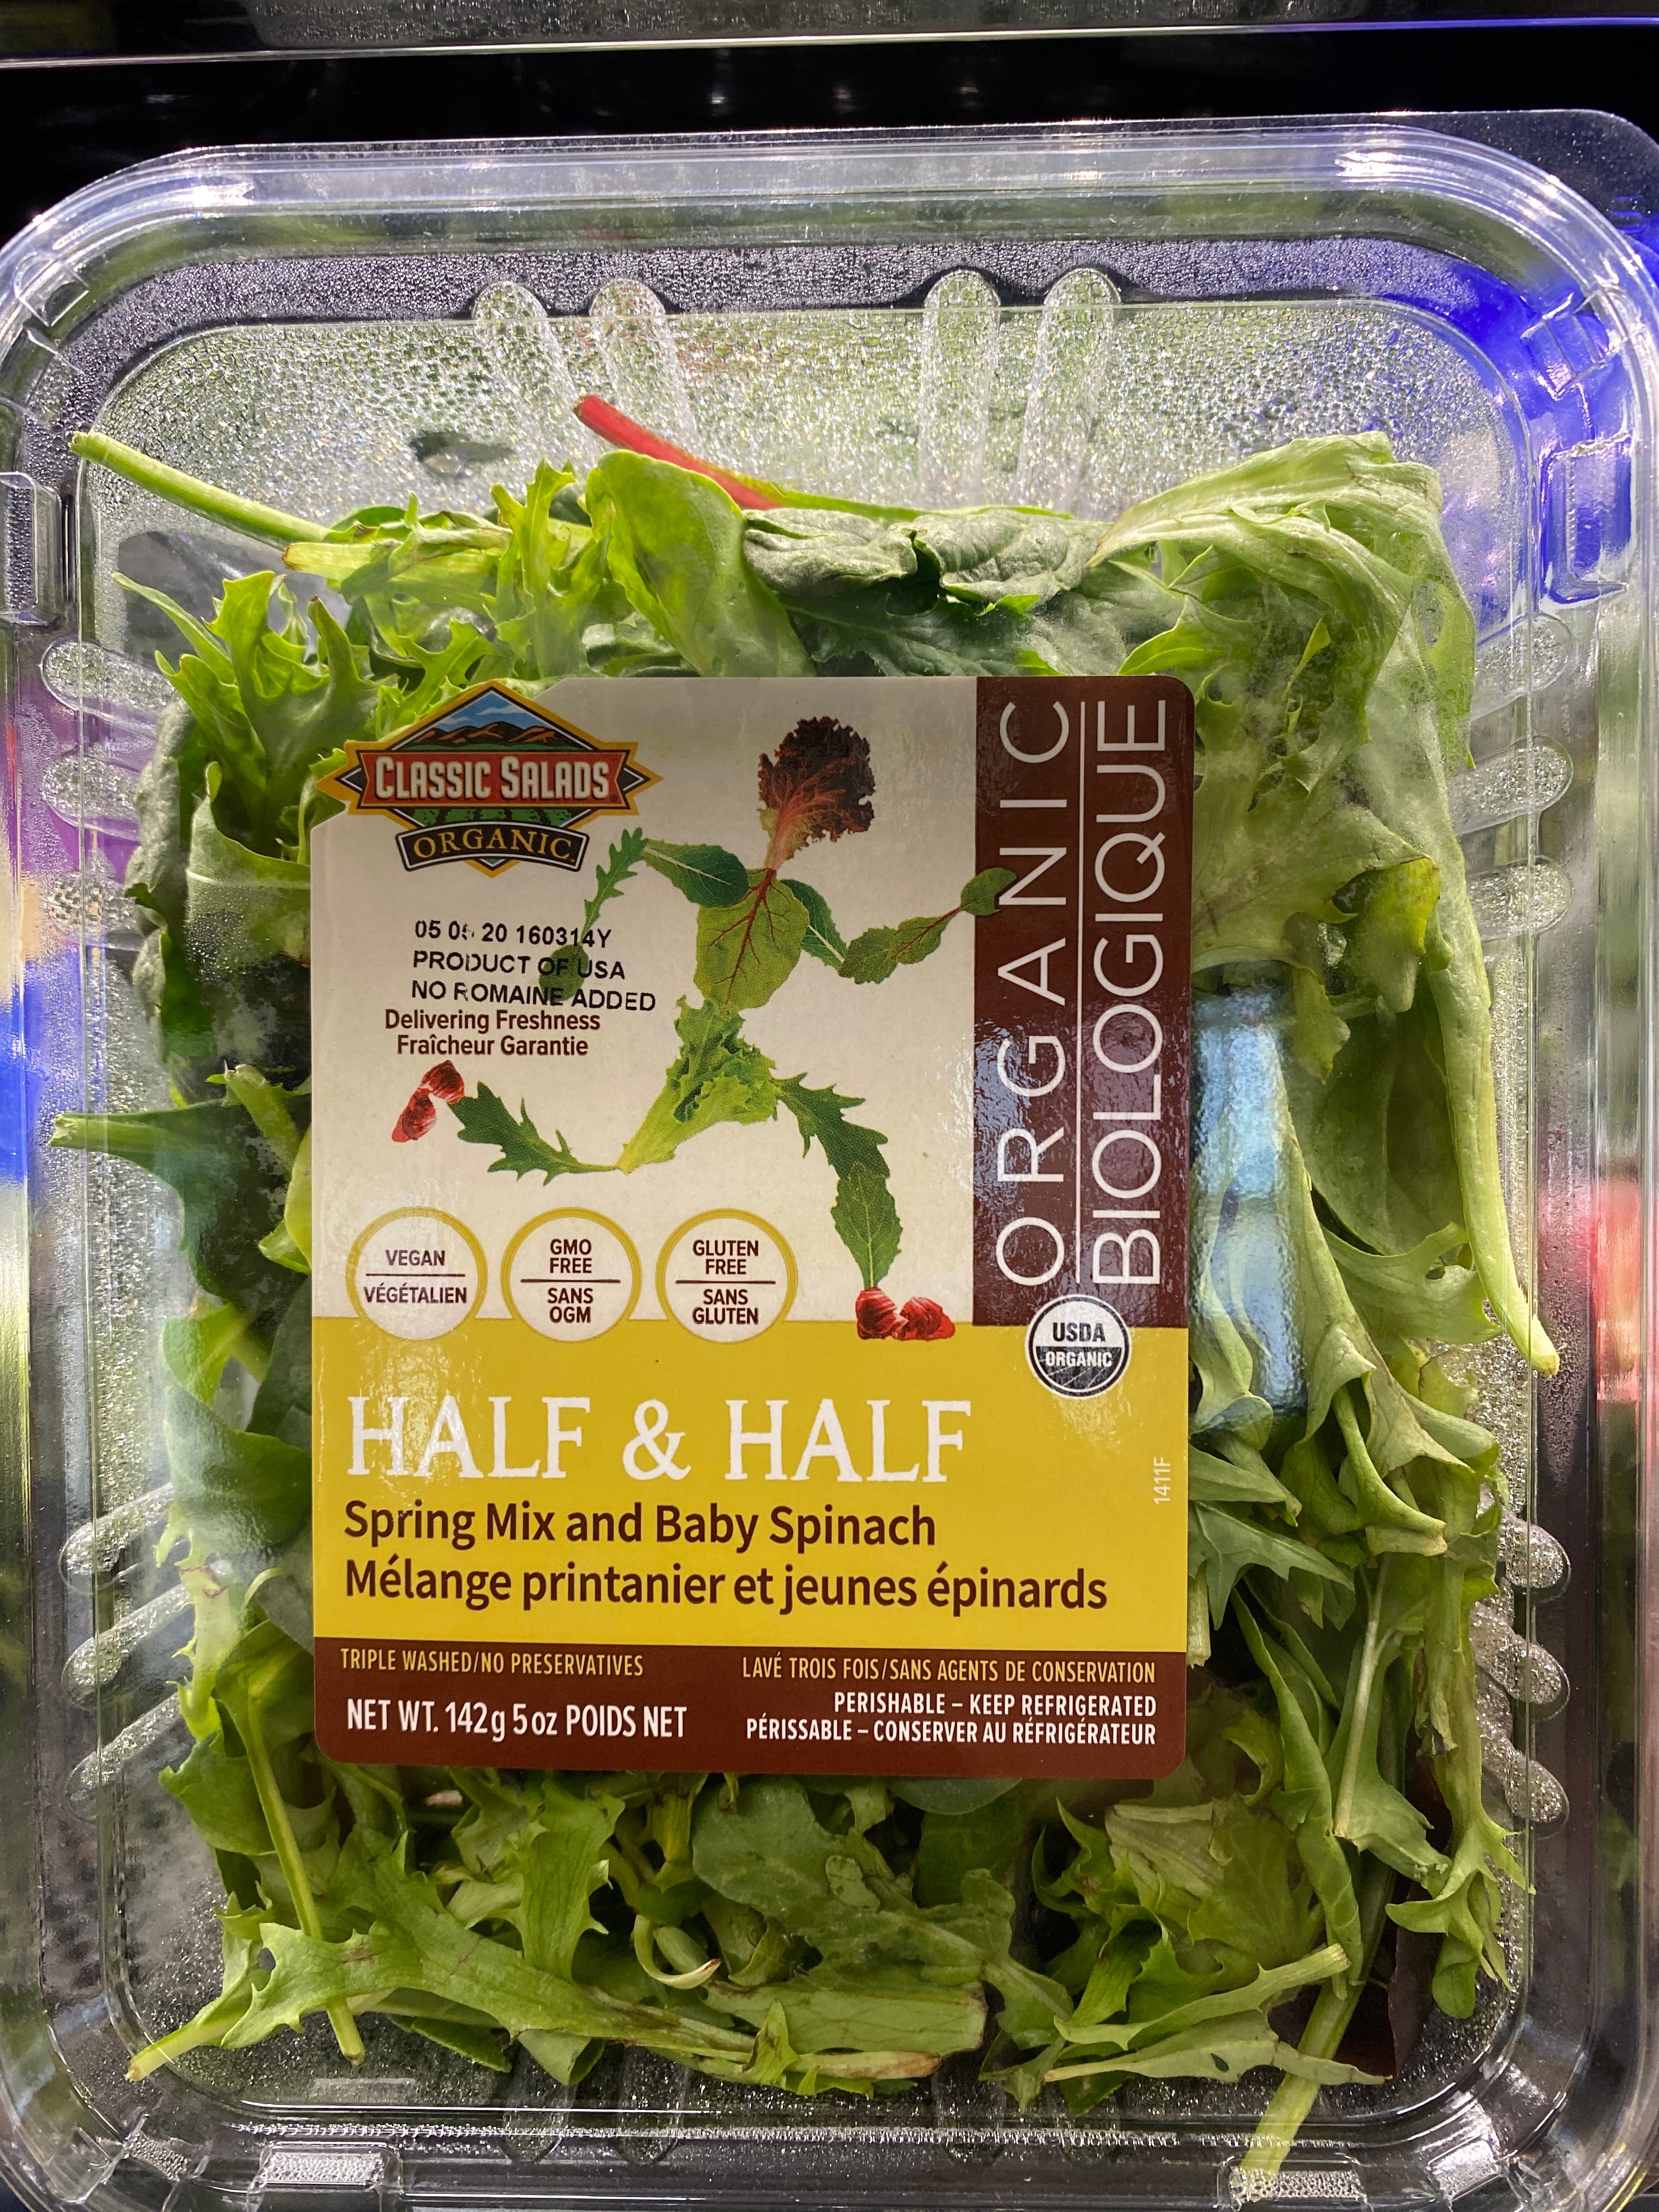 CLASSIC SALADS
ORGANIC
05 20 160314Y
PRODUCT OF USA
NO ROMAINE ADDED
Delivering Freshness
Fraîcheur Garantie
ORGANIC
BIOLOGIQUE
VEGAN
VÉGÉTALIEN
GMO
FREE
SANS
OGM
GLUTEN
FREE
SANS
GLUTEN
USDA
ORGANIC
HALF & HALF
1411F
Spring Mix and Baby Spinach
Mélange printanier et jeunes épinards
TRIPLE WASHED/NO PRESERVATIVES
LAVÉ TROIS FOIS/SANS AGENTS DE CONSERVATION
NET WT. 142g 5oz POIDS NET
PERISHABLE – KEEP REFRIGERATED
PÉRISSABLE – CONSERVER AU RÉFRIGÉRATEUR